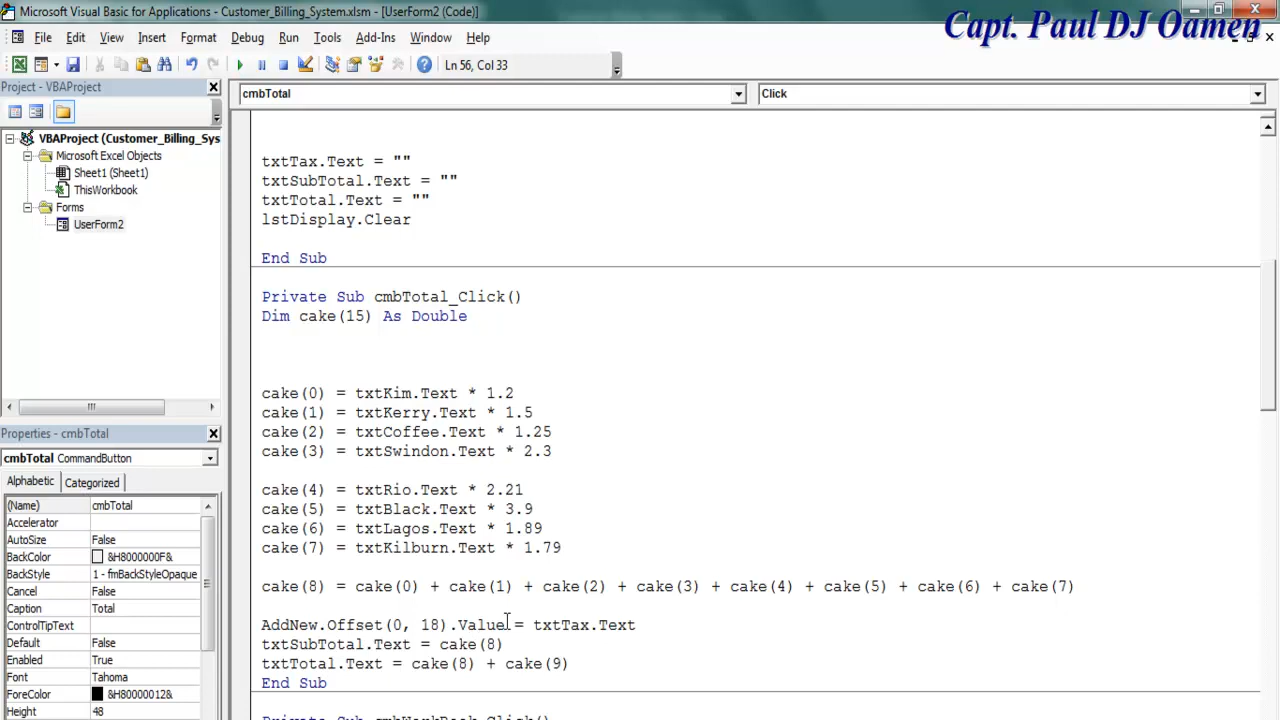 Microsoft Visual Basic for Applications - Customer_Billing_System.xlsm - [UserForm2 (Code)]
Capt. Paul DJ Oamen
File Edit View Insert Format Debug Run Tools Add-Ins Window Help
Ln 56, Col 33
Project - VBAProject
cmbTotal
Click
VBAProject (Customer_Billing_Sys
Microsoft Excel Objects
Sheet1 (Sheet1)
ThisWorkbook
Forms
UserForm2
Properties - cmbTotal
cmbTotal CommandButton
Alphabetic Categorized
(Name) cmbTotal
Accelerator
AutoSize False
BackColor &H8000000F&
BackStyle 1 - fmBackStyleOpaque
Cancel False
Caption Total
ControlTipText
Default False
Enabled True
Font Tahoma
ForeColor &H80000012&
Height 48
txtTax.Text = ""
txtSubTotal.Text = ""
txtTotal.Text = ""
lstDisplay.Clear
End Sub
Private Sub cmbTotal_Click()
Dim cake(15) As Double
cake(0) = txtKim.Text * 1.2
cake(1) = txtKerry.Text * 1.5
cake(2) = txtCoffee.Text * 1.25
cake(3) = txtSwindon.Text * 2.3
cake(4) = txtRio.Text * 2.21
cake(5) = txtBlack.Text * 3.9
cake(6) = txtLagos.Text * 1.89
cake(7) = txtKilburn.Text * 1.79
cake(8) = cake(0) + cake(1) + cake(2) + cake(3) + cake(4) + cake(5) + cake(6) + cake(7)
AddNew.Offset(0, 18).Value = txtTax.Text
txtSubTotal.Text = cake(8)
txtTotal.Text = cake(8) + cake(9)
End Sub
Private Sub cmbWorkBook_Click()